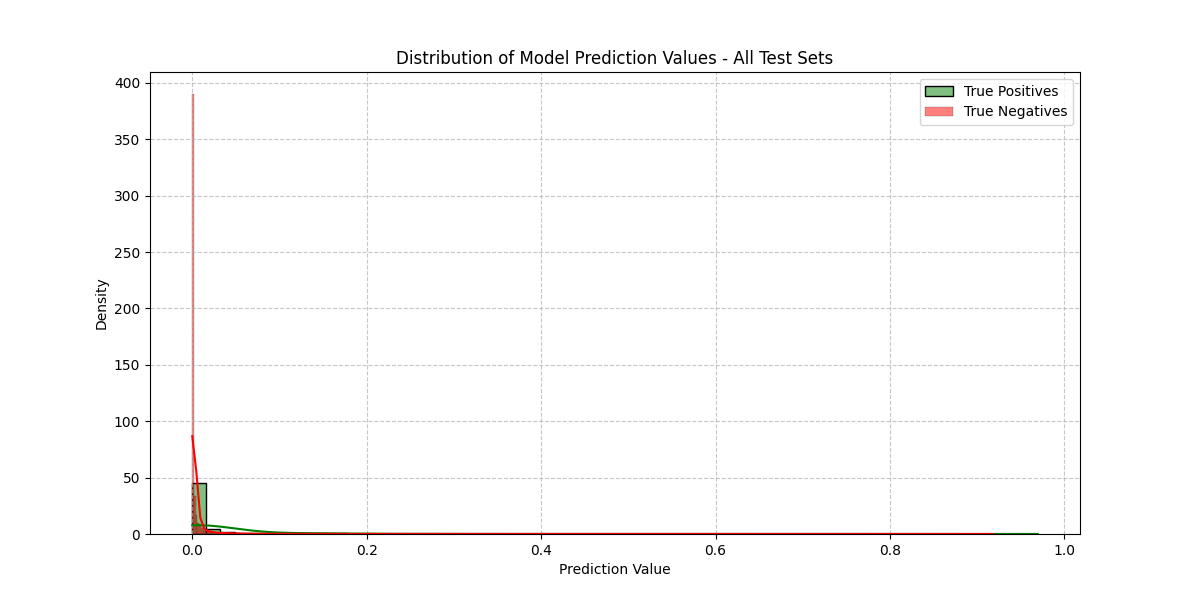 Distribution of Model Prediction Values - All Test Sets
True Positives
True Negatives
Density
400
350
300
250
200
150
100
50
0
0.0 0.2 0.4 0.6 0.8 1.0
Prediction Value